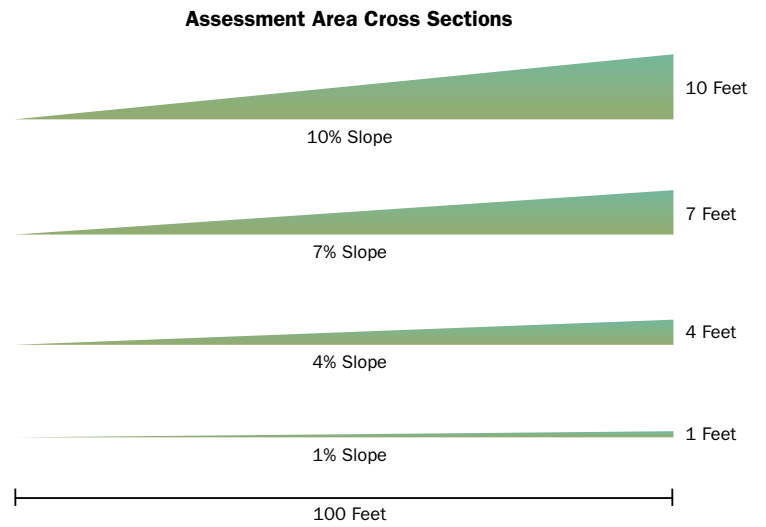 Assessment Area Cross Sections
10 Feet
10% Slope
7 Feet
7% Slope
4 Feet
4% Slope
1 Feet
1% Slope
100 Feet